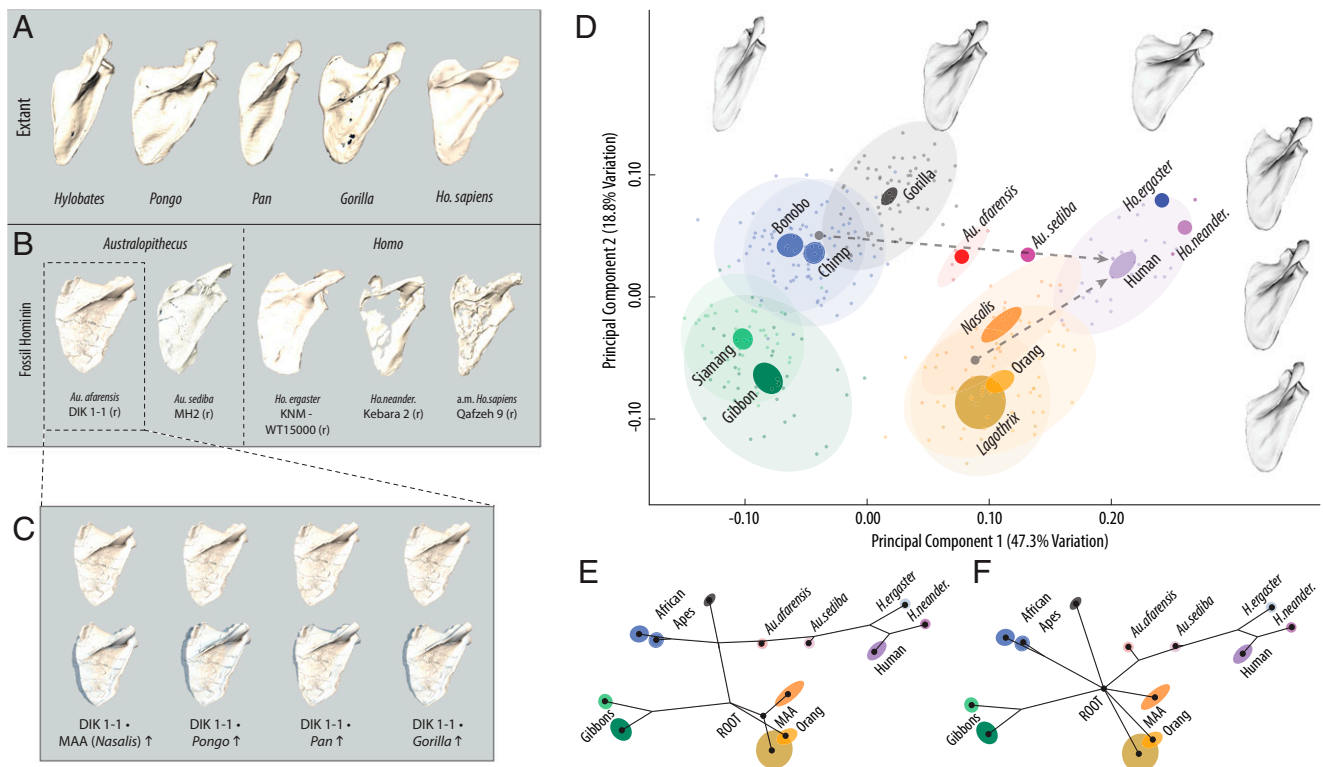 A
Extant
Hylobates
Pongo
Pan
Gorilla
Ho. sapiens
B
Australopithecus
Homo
Fossil Hominin
Au. afarensis
DIK 1-1 (r)
Au. sediba
MH2 (r)
Ho. ergaster
KNM -
WT15000 (r)
Ho.neander.
Kebara 2 (r)
a.m. Ho.sapiens
Qafzeh 9 (r)
C
DIK 1-1 •
MAA (Nasalis) ↑
DIK 1-1 •
Pongo ↑
DIK 1-1 •
Pan ↑
DIK 1-1 •
Gorilla ↑
D
Principal Component 2 (18.8% Variation)
0.10
0.00
-0.10
Bonobo
Chimp
Gorilla
Au. afarensis
Au. sediba
Ho.ergaster
Ho.neander.
Human
Nasalis
Orang
Lagothrix
Siamang
Gibbon
-0.10
0.00
0.10
0.20
Principal Component 1 (47.3% Variation)
E
African
Apes
Au.afarensis
Au.sediba
H.ergaster
H.neander.
Human
Gibbons
ROOT
MAA
Orang
F
African
Apes
Au.afarensis
Au.sediba
H.ergaster
H.neander.
Human
Gibbons
ROOT
MAA
Orang